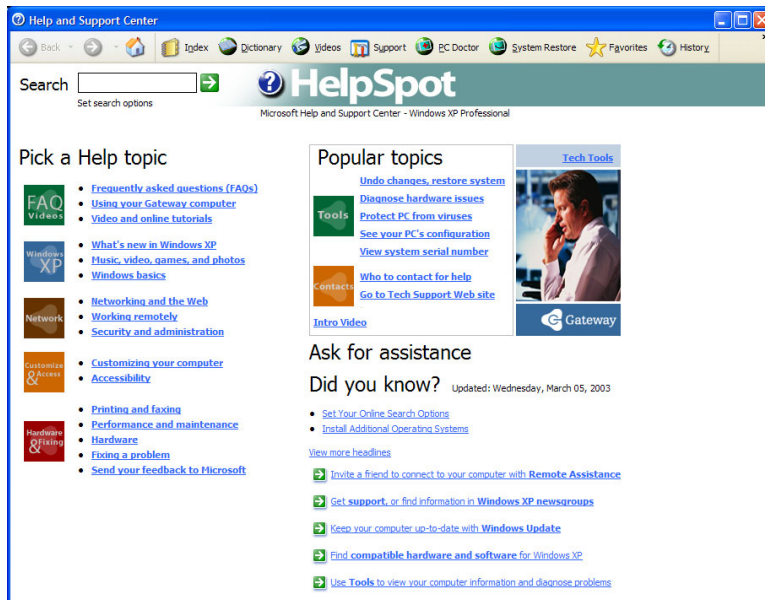 Help and Support Center
Back Index Dictionary Videos Support PC Doctor System Restore Favorites History
Search
Set search options
HelpSpot
Microsoft Help and Support Center - Windows XP Professional
Pick a Help topic
FAQ
Videos
Frequently asked questions (FAQs)
Using your Gateway computer
Video and online tutorials
Windows
XP
What's new in Windows XP
Music, video, games, and photos
Windows basics
Network
Networking and the Web
Working remotely
Security and administration
Customize
&Access
Customizing your computer
Accessibility
Hardware
&Fixing
Printing and faxing
Performance and maintenance
Hardware
Fixing a problem
Send your feedback to Microsoft
Popular topics
Tools
Undo changes, restore system
Diagnose hardware issues
Protect PC from viruses
See your PC's configuration
View system serial number
Contacts
Who to contact for help
Go to Tech Support Web site
Intro Video
Tech Tools
Gateway
Ask for assistance
Did you know? Updated: Wednesday, March 05, 2003
Set Your Online Search Options
Install Additional Operating Systems
View more headlines
Invite a friend to connect to your computer with Remote Assistance
Get support, or find information in Windows XP newsgroups
Keep your computer up-to-date with Windows Update
Find compatible hardware and software for Windows XP
Use Tools to view your computer information and diagnose problems